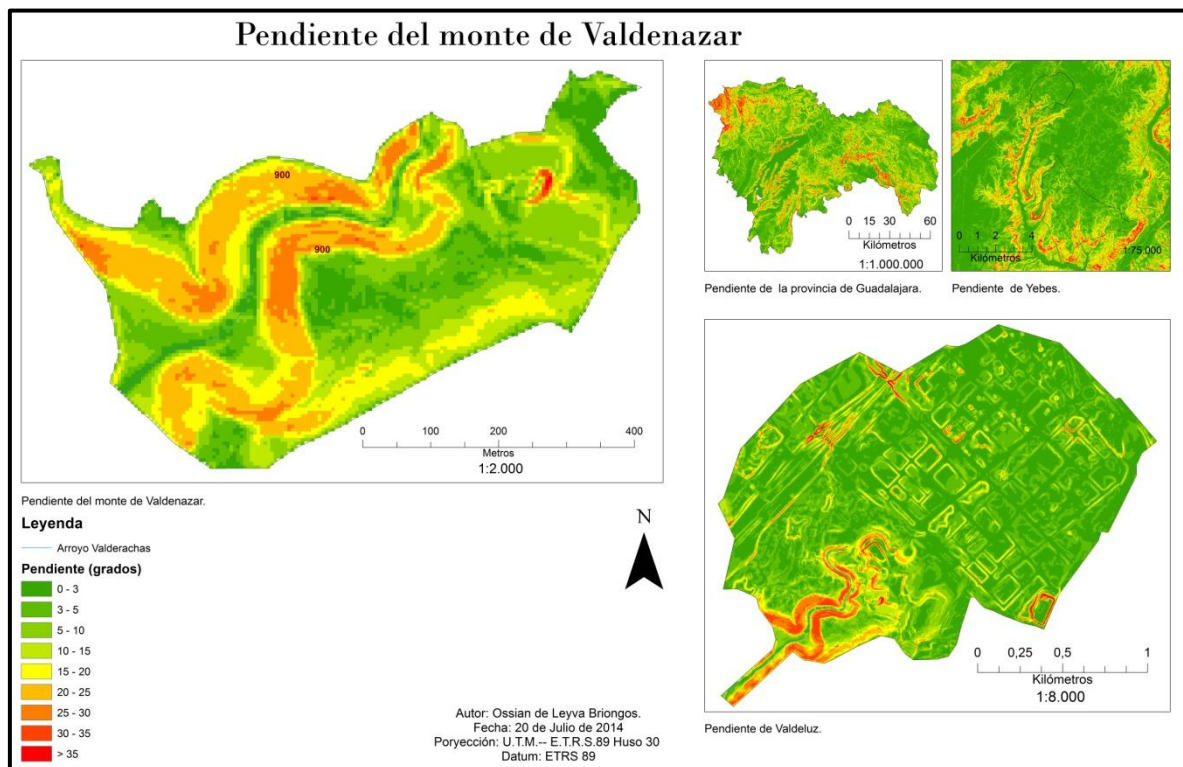 Pendiente del monte de Valdenazar
900
900
0 100 200 400
Metros
1:2.000
Pendiente del monte de Valdenazar.
0 15 30 60
Kilómetros
1:1.000.000
Pendiente de la provincia de Guadalajara.
0 1 2 4
Kilómetros
1:75.000
Pendiente de Yebes.
Leyenda
Arroyo Valderachas
Pendiente (grados)
0 - 3
3 - 5
5 - 10
10 - 15
15 - 20
20 - 25
25 - 30
30 - 35
> 35
N
Autor: Ossian de Leyva Briongos.
Fecha: 20 de Julio de 2014
Poryección: U.T.M.-- E.T.R.S.89 Huso 30
Datum: ETRS 89
0 0,25 0,5 1
Kilómetros
1:8.000
Pendiente de Valdeluz.